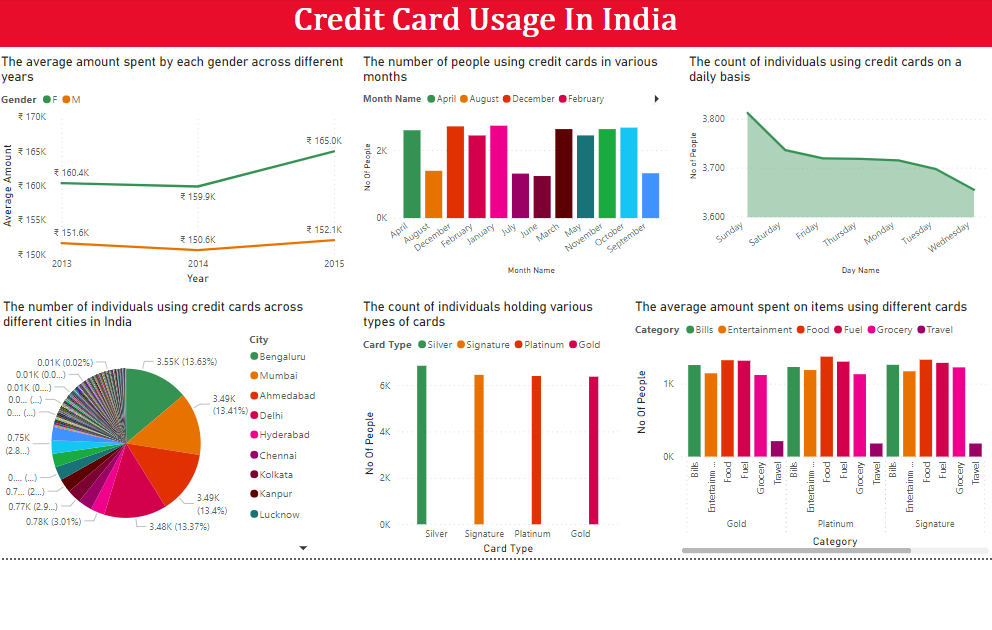 Credit Card Usage In India
The average amount spent by each gender across different
years
Gender F M
₹ 170K
₹ 165K
₹ 160K
₹ 155K
₹ 150K
Average Amount
₹ 160.4K
₹ 159.9K
₹ 165.0K
₹ 151.6K
₹ 150.6K
₹ 152.1K
2013 2014 2015
Year
The number of people using credit cards in various
months
Month Name April August December February
No Of People
2K
0K
April August December February January July June March May November October September
Month Name
The count of individuals using credit cards on a
daily basis
No of People
3,800
3,700
3,600
Sunday Saturday Friday Thursday Monday Tuesday Wednesday
Day Name
The number of individuals using credit cards across
different cities in India
3.55K (13.63%)
3.49K
(13.41%)
3.49K
(13.4%)
3.48K (13.37%)
0.78K (3.01%)
0.77K (2.9...)
0.7... (2...)
0.... (...)
0.75K
(2.8...)
0.... (...)
0.0... (...)
0.01K (0....)
0.01K (0.0...)
0.01K (0.02%)
City
Bengaluru
Mumbai
Ahmedabad
Delhi
Hyderabad
Chennai
Kolkata
Kanpur
Lucknow
The count of individuals holding various
types of cards
Card Type Silver Signature Platinum Gold
No Of People
6K
4K
2K
0K
Silver Signature Platinum Gold
Card Type
The average amount spent on items using different cards
Category Bills Entertainment Food Fuel Grocery Travel
No Of People
1K
0K
Bills Entertainm... Food Fuel Grocery Travel Bills Entertainm... Food Fuel Grocery Travel Bills Entertainm... Food Fuel Grocery Travel
Gold Platinum Signature
Category